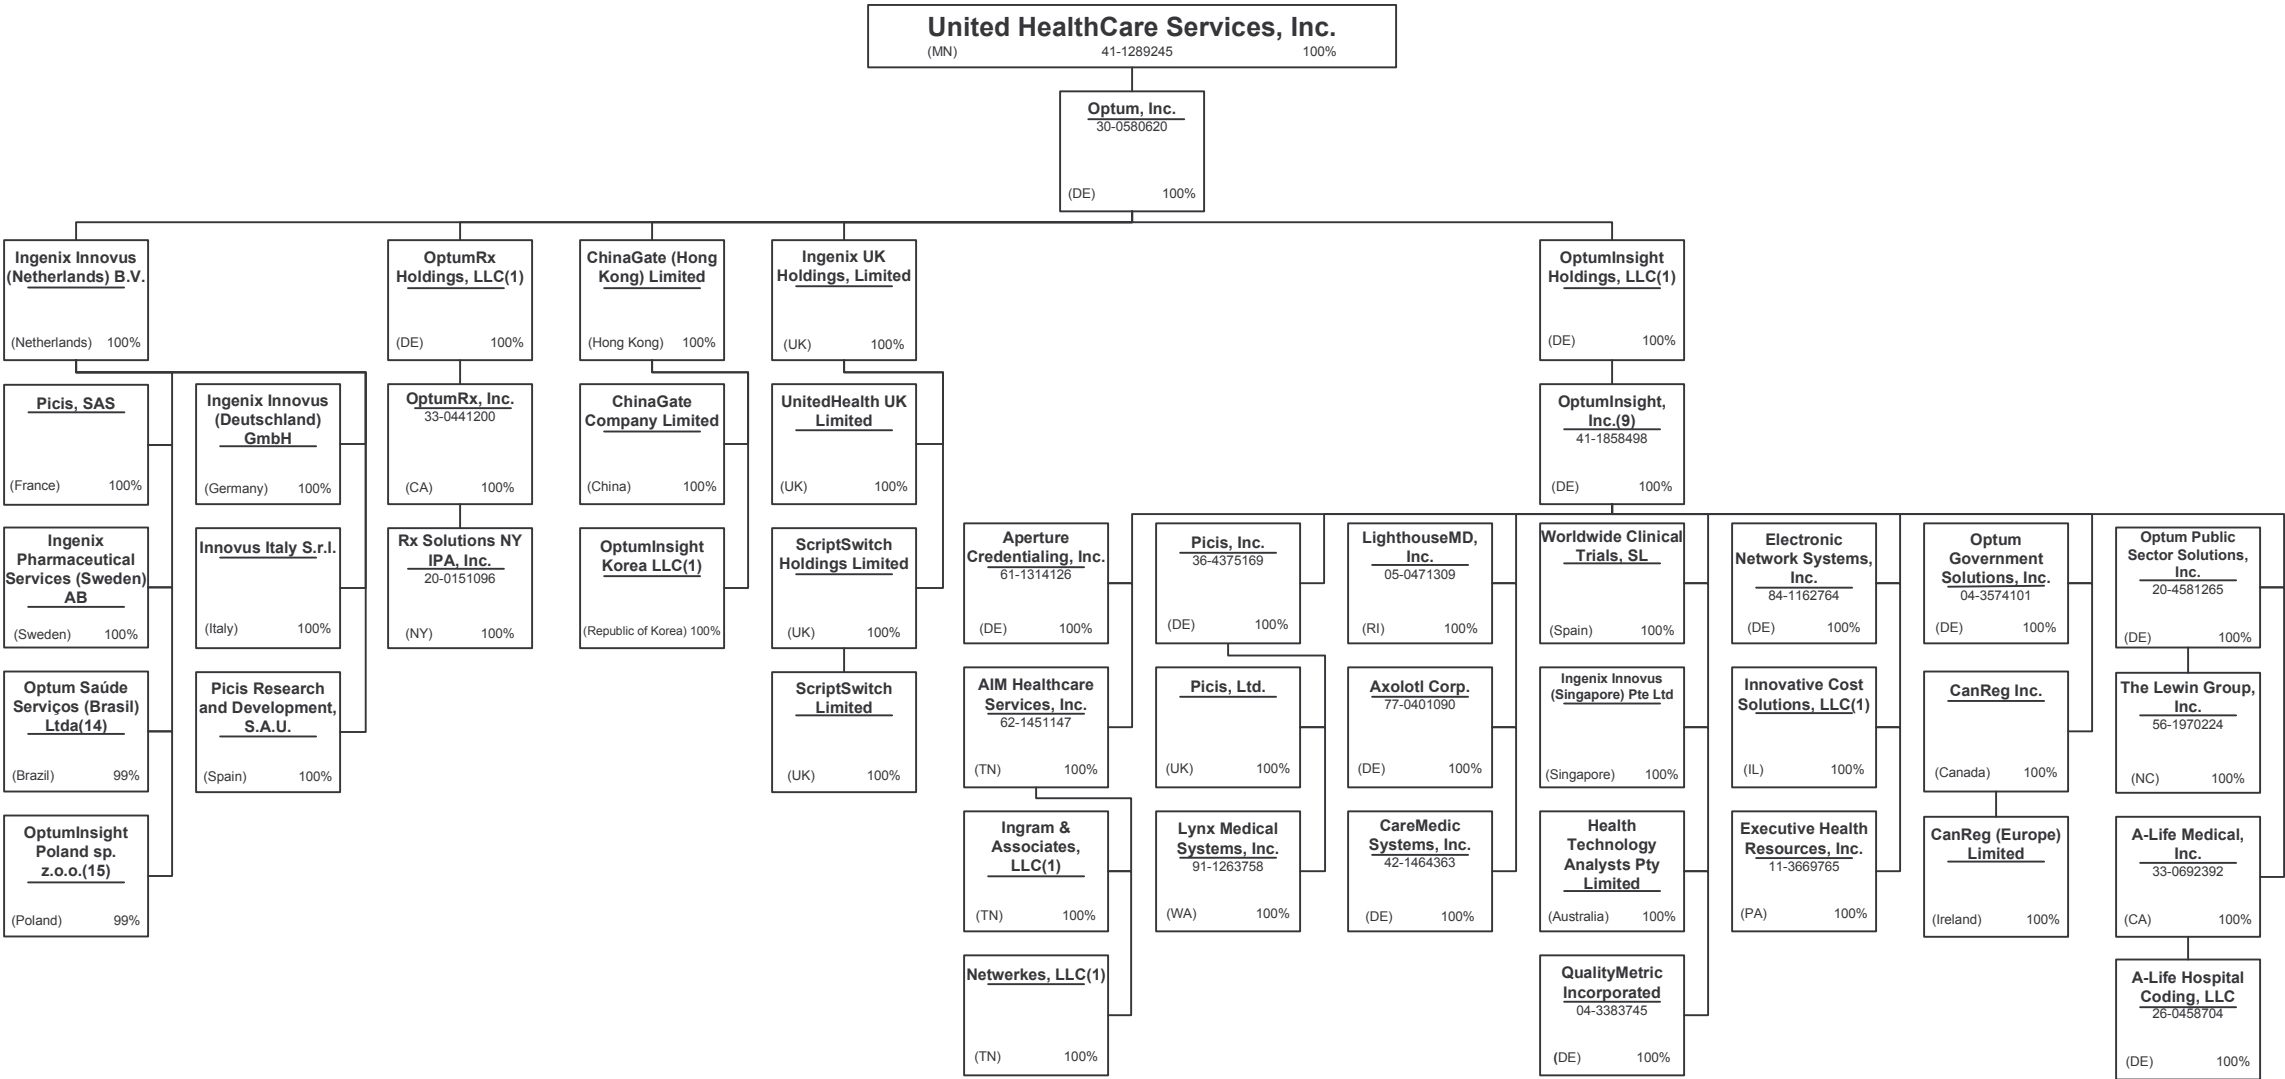 United HealthCare Services, Inc.
(MN) 41-1289245 100%
Optum, Inc.
30-0580620
(DE) 100%
Ingenix Innovus
(Netherlands) B.V.
(Netherlands) 100%
OptumRx
Holdings, LLC(1)
(DE) 100%
ChinaGate (Hong
Kong) Limited
(Hong Kong) 100%
Ingenix UK
Holdings, Limited
(UK) 100%
OptumInsight
Holdings, LLC(1)
(DE) 100%
Picis, SAS
(France) 100%
Ingenix Innovus
(Deutschland)
GmbH
(Germany) 100%
OptumRx, Inc.
33-0441200
(CA) 100%
ChinaGate
Company Limited
(China) 100%
UnitedHealth UK
Limited
(UK) 100%
OptumInsight,
Inc.(9)
41-1858498
(DE) 100%
Ingenix
Pharmaceutical
Services (Sweden)
AB
(Sweden) 100%
Innovus Italy S.r.l.
(Italy) 100%
Rx Solutions NY
IPA, Inc.
20-0151096
(NY) 100%
OptumInsight
Korea LLC(1)
(Republic of Korea) 100%
ScriptSwitch
Holdings Limited
(UK) 100%
Aperture
Credentialing, Inc.
61-1314126
(DE) 100%
Picis, Inc.
36-4375169
(DE) 100%
LighthouseMD,
Inc.
05-0471309
(RI) 100%
Worldwide Clinical
Trials, SL
(Spain) 100%
Electronic
Network Systems,
Inc.
84-1162764
(DE) 100%
Optum
Government
Solutions, Inc.
04-3574101
(DE) 100%
Optum Public
Sector Solutions,
Inc.
20-4581265
(DE) 100%
Optum Saúde
Serviços (Brasil)
Ltda(14)
(Brazil) 99%
Picis Research
and Development,
S.A.U.
(Spain) 100%
ScriptSwitch
Limited
(UK) 100%
AIM Healthcare
Services, Inc.
62-1451147
(TN) 100%
Picis, Ltd.
(UK) 100%
Axolotl Corp.
77-0401090
(DE) 100%
Ingenix Innovus
(Singapore) Pte Ltd
(Singapore) 100%
Innovative Cost
Solutions, LLC(1)
(IL) 100%
CanReg Inc.
(Canada) 100%
The Lewin Group,
Inc.
56-1970224
(NC) 100%
OptumInsight
Poland sp.
z.o.o.(15)
(Poland) 99%
Ingram &
Associates,
LLC(1)
(TN) 100%
Lynx Medical
Systems, Inc.
91-1263758
(WA) 100%
CareMedic
Systems, Inc.
42-1464363
(DE) 100%
Health
Technology
Analysts Pty
Limited
(Australia) 100%
Executive Health
Resources, Inc.
11-3669765
(PA) 100%
CanReg (Europe)
Limited
(Ireland) 100%
A-Life Medical,
Inc.
33-0692392
(CA) 100%
Netwerkes, LLC(1)
(TN) 100%
QualityMetric
Incorporated
04-3383745
(DE) 100%
A-Life Hospital
Coding, LLC
26-0458704
(DE) 100%